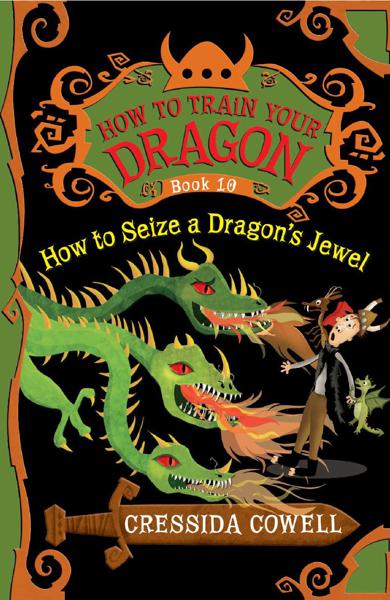 HOW TO TRAIN YOUR
DRAGON
Book 10
How to Seize a Dragon's Jewel
CRESSIDA COWELL